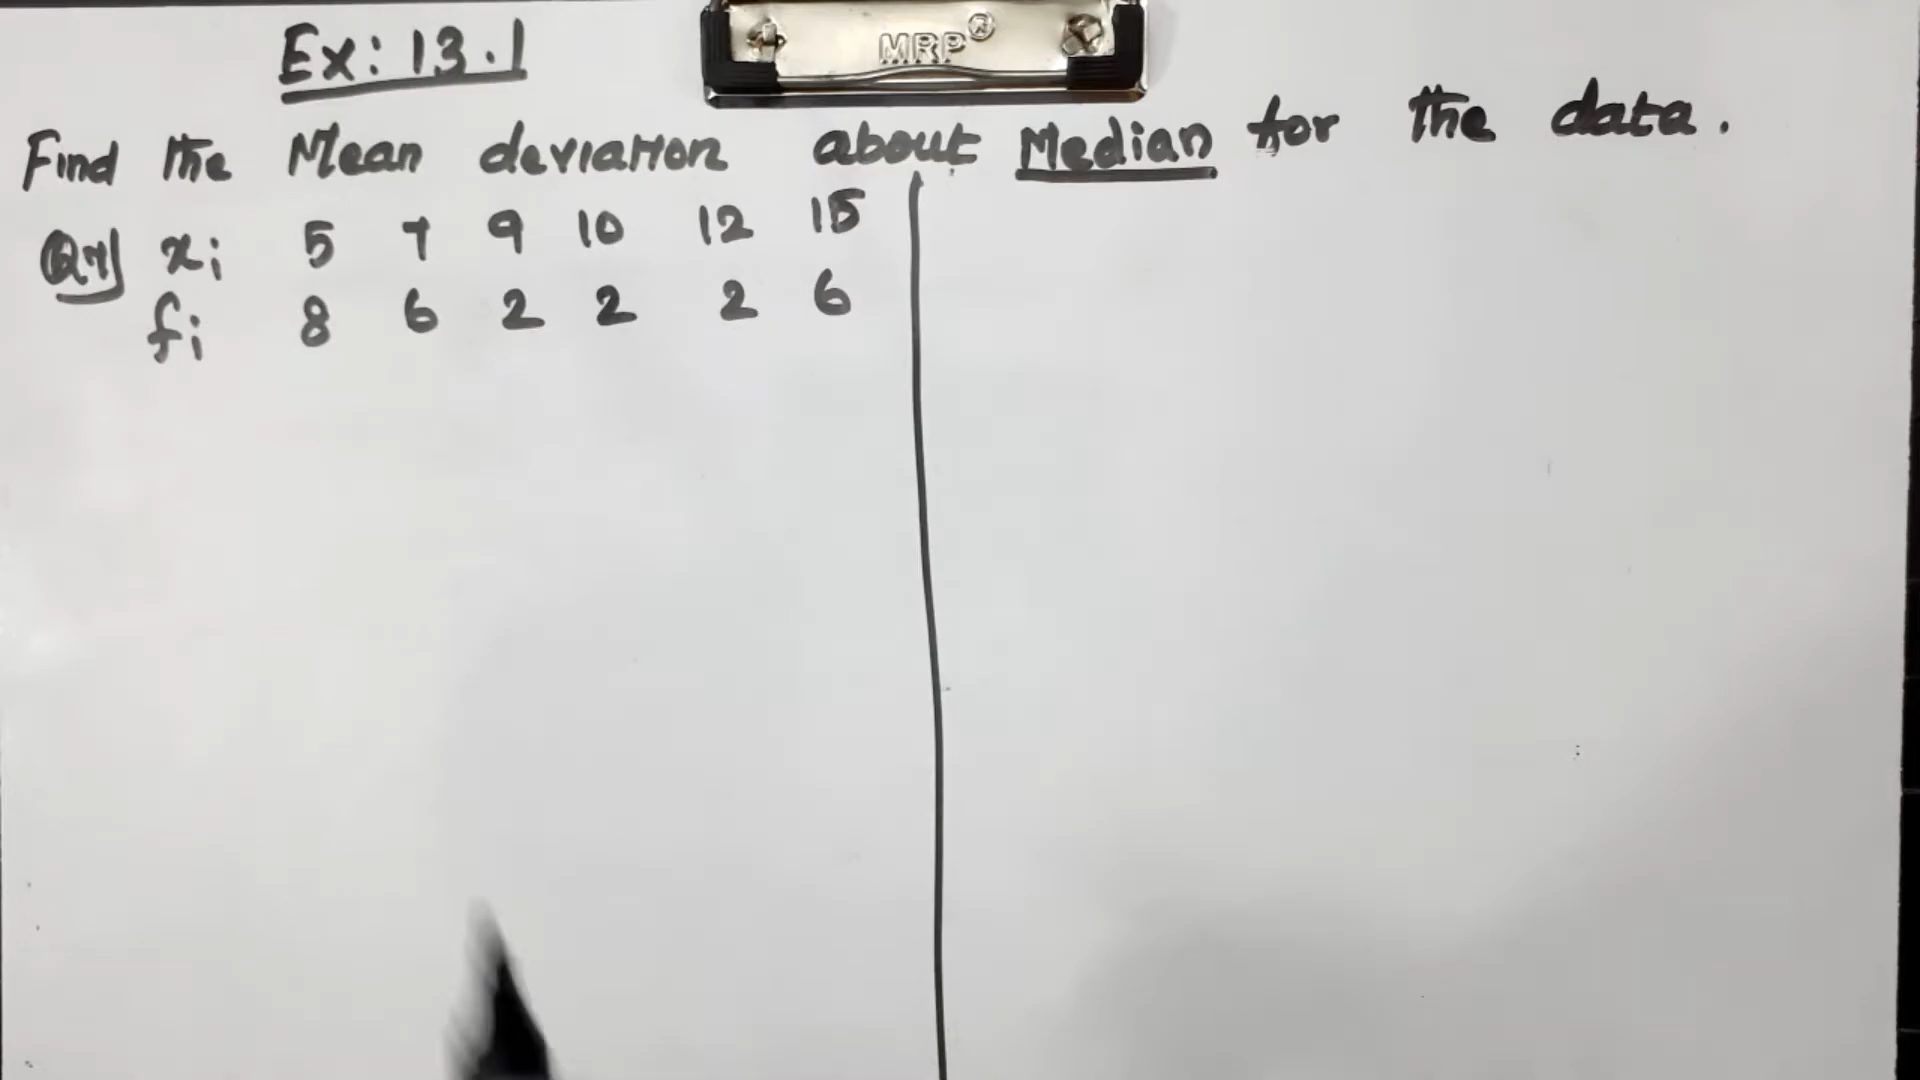 Ex: 13.1
MRP®
Find the Mean deviation about Median for the data.
Q7) xi 5 7 9 10 12 15
fi 8 6 2 2 2 6